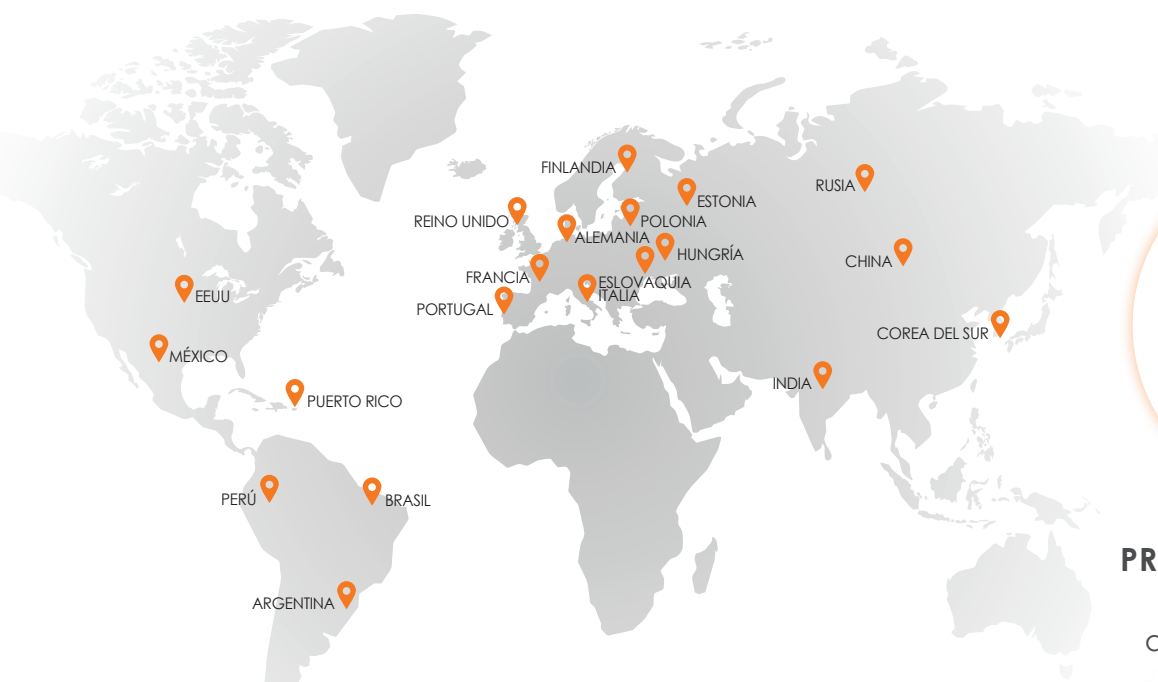 FINLANDIA
RUSIA
ESTONIA
REINO UNIDO
POLONIA
ALEMANIA
HUNGRÍA
CHINA
FRANCIA
ESLOVAQUIA
ITALIA
EEUU
PORTUGAL
COREA DEL SUR
MÉXICO
INDIA
PUERTO RICO
PERÚ
BRASIL
PR
ARGENTINA
C